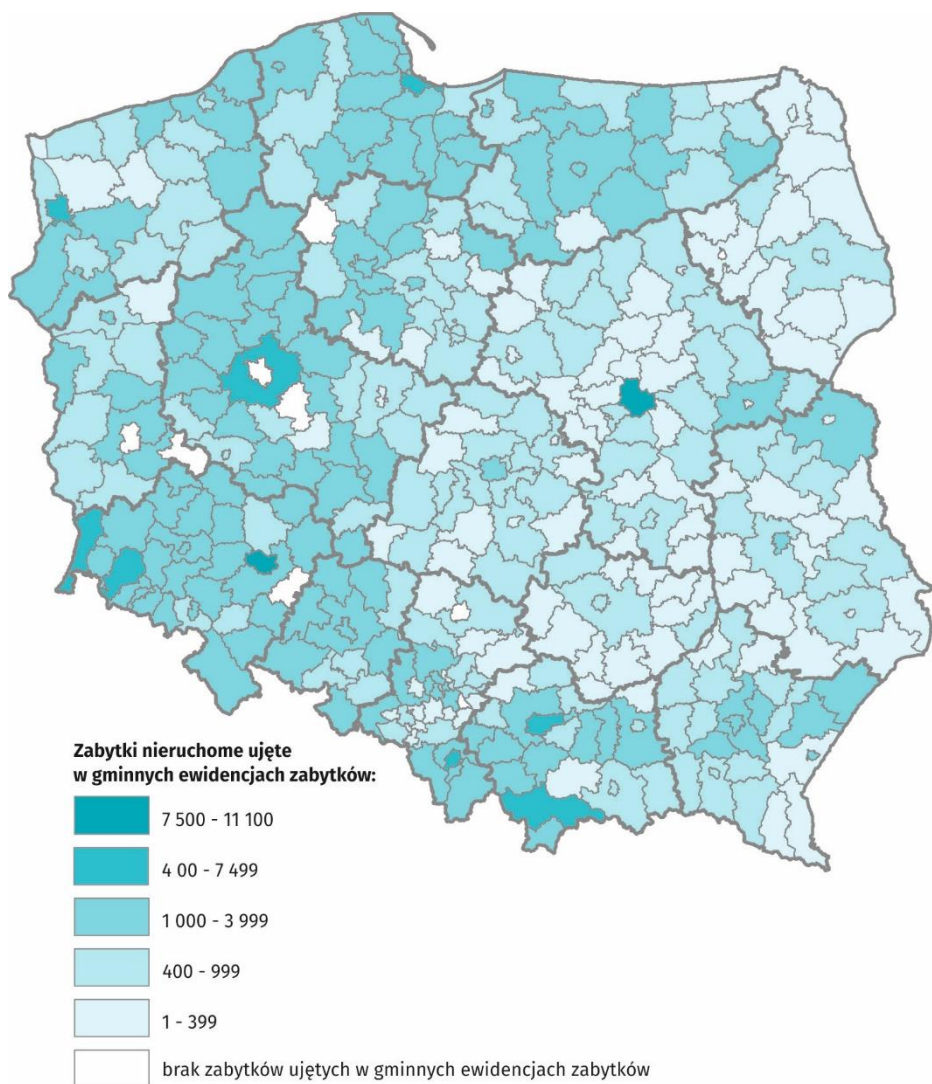 Zabytki nieruchome ujęte
w gminnych ewidencjach zabytków:
7 500 - 11 100
4 00 - 7 499
1 000 - 3 999
400 - 999
1 - 399
brak zabytków ujętych w gminnych ewidencjach zabytków